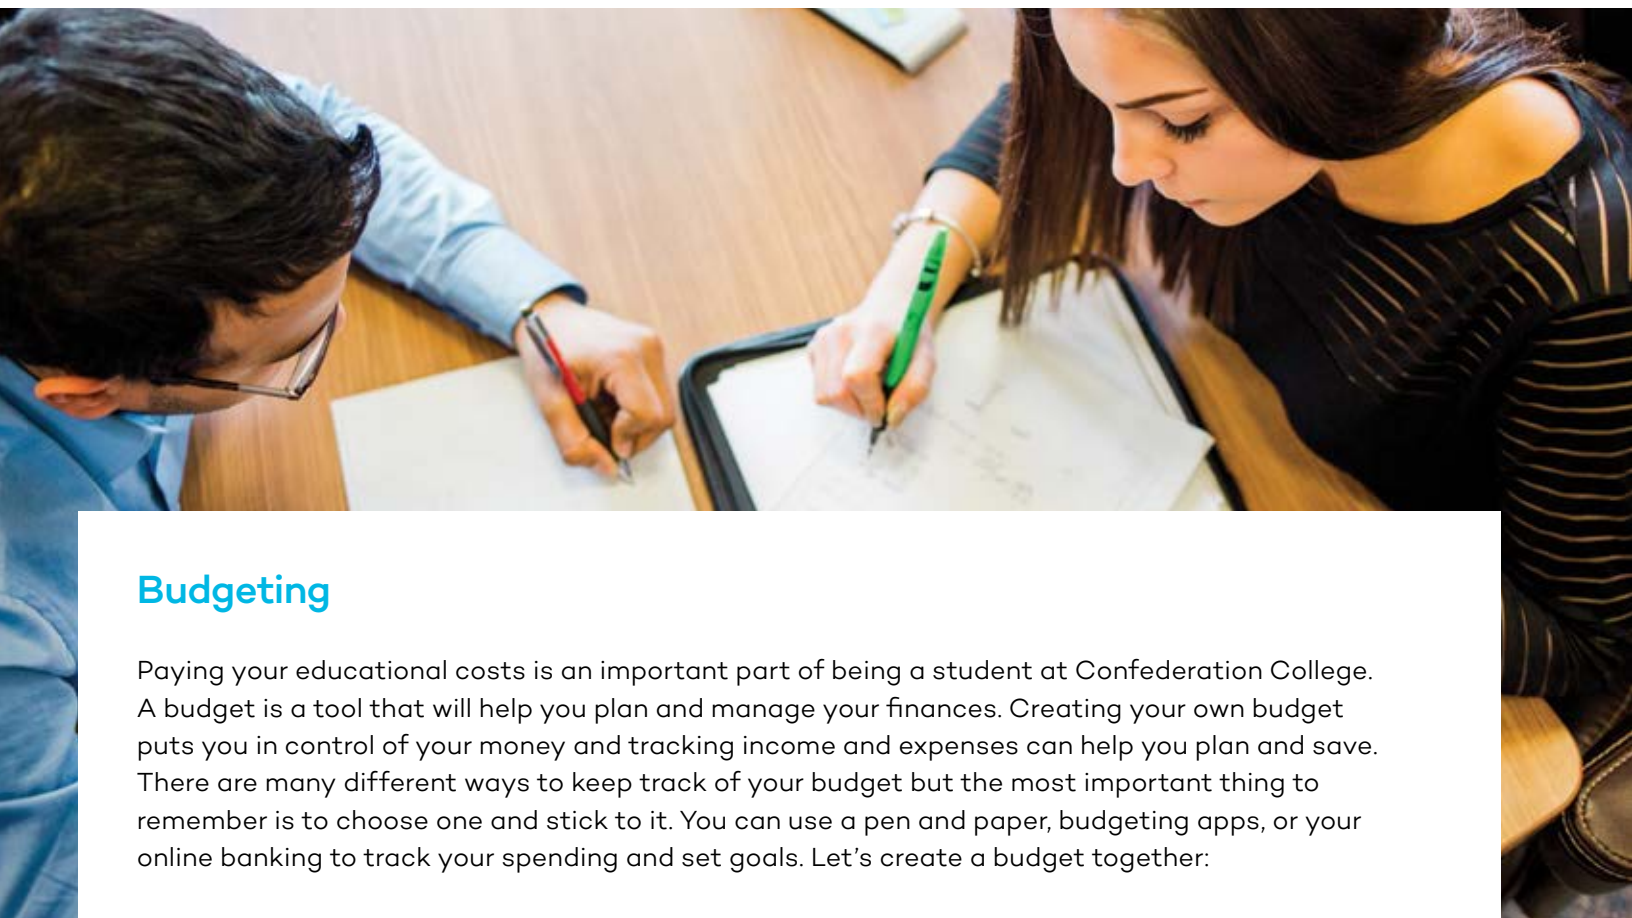 Budgeting
Paying your educational costs is an important part of being a student at Confederation College.
A budget is a tool that will help you plan and manage your finances. Creating your own budget
puts you in control of your money and tracking income and expenses can help you plan and save.
There are many different ways to keep track of your budget but the most important thing to
remember is to choose one and stick to it. You can use a pen and paper, budgeting apps, or your
online banking to track your spending and set goals. Let’s create a budget together: